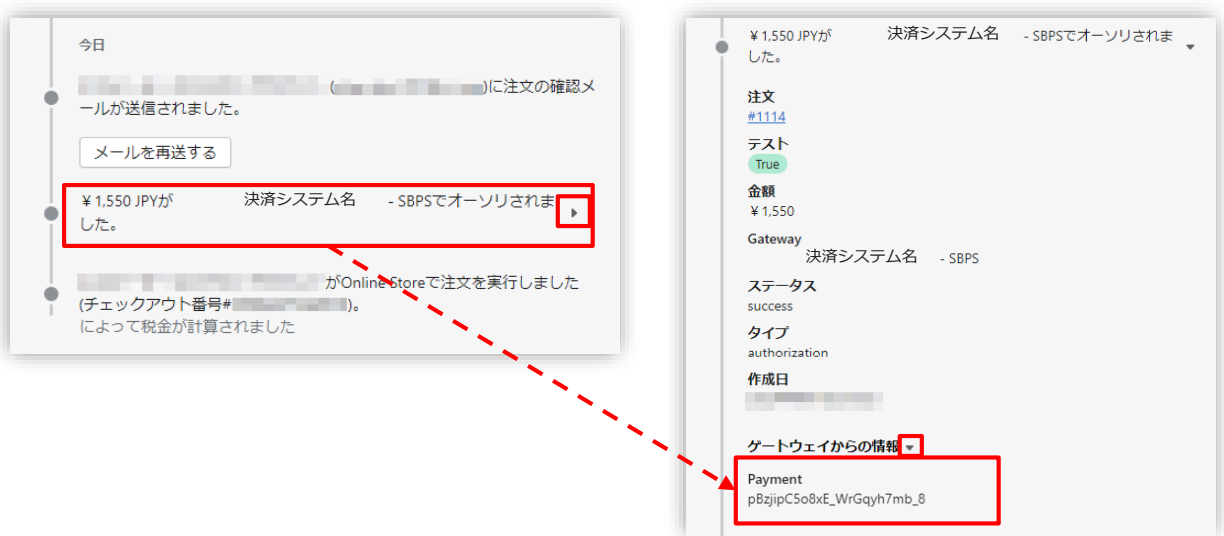 今日
(
)に注文の確認メ
ールが送信されました。
メールを再送する
¥1,550 JPYが 決済システム名 - SBPSでオーソリされま
した。
がOnline Storeで注文を実行しました
(チェックアウト番号# )。
によって税金が計算されました
¥1,550 JPYが 決済システム名 - SBPSでオーソリされま
した。
注文
#1114
テスト
True
金額
¥1,550
Gateway
決済システム名 - SBPS
ステータス
success
タイプ
authorization
作成日
ゲートウェイからの情報
Payment
pBzjipC5o8xE_WrGqyh7mb_8